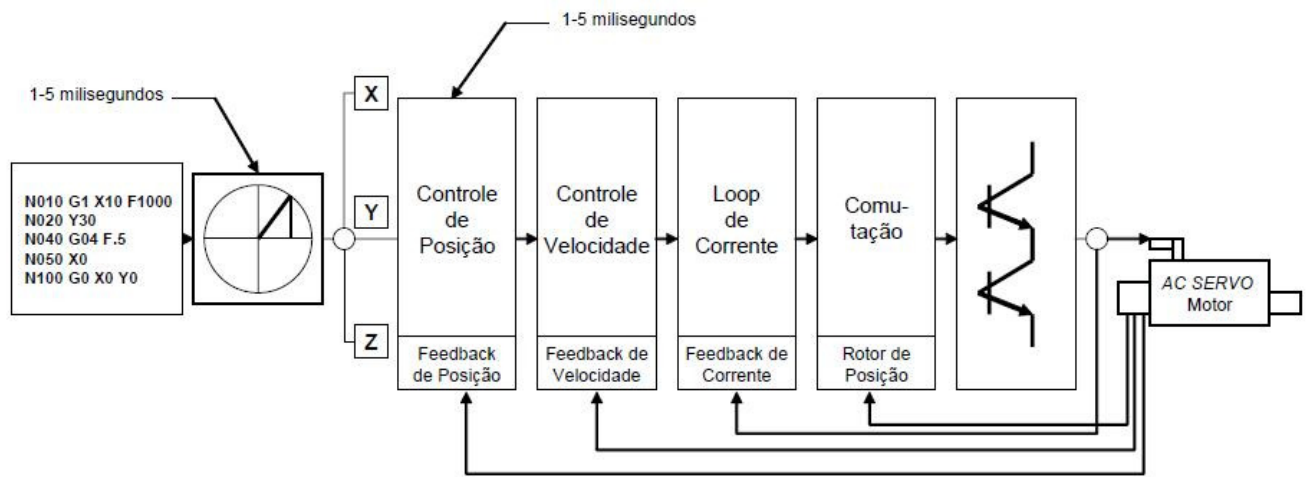 1-5 milisegundos
1-5 milisegundos
N010 G1 X10 F1000
N020 Y30
N040 G04 F.5
N050 X0
N100 G0 X0 Y0
X
Y
Z
Controle
de
Posição
Feedback
de Posição
Controle
de
Velocidade
Feedback de
Velocidade
Loop
de
Corrente
Feedback de
Corrente
Comu-
tação
Rotor de
Posição
AC SERVO
Motor